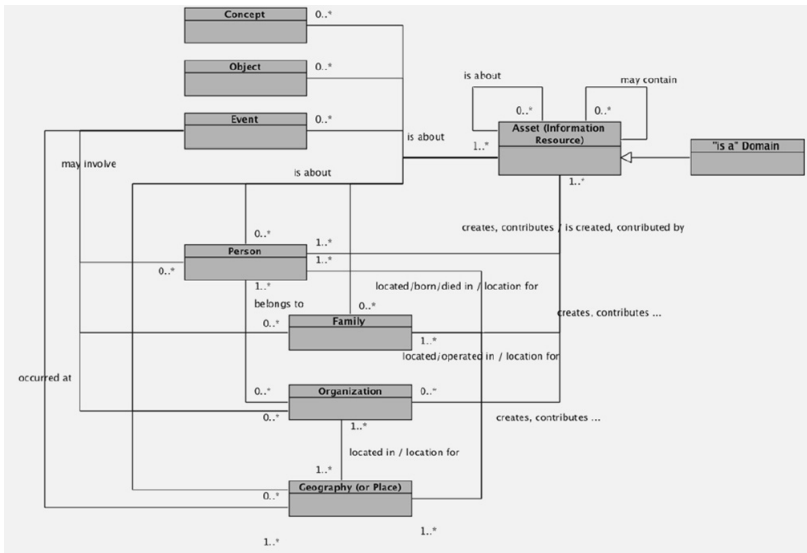 Concept
0..*
Object
0..*
Event
0..*
is about
may contain
0..*
0..*
Asset (Information
Resource)
1..*
1..*
"is a" Domain
is about
may involve
is about
0..*
creates, contributes / is created, contributed by
Person
1..*
1..*
0..*
1..*
located/born/died in / location for
belongs to
0..*
creates, contributes ...
0..*
Family
1..*
located/operated in / location for
occurred at
0..*
Organization
0..*
0..*
1..*
creates, contributes ...
located in / location for
1..*
Geography (or Place)
0..*
1..*
1..*